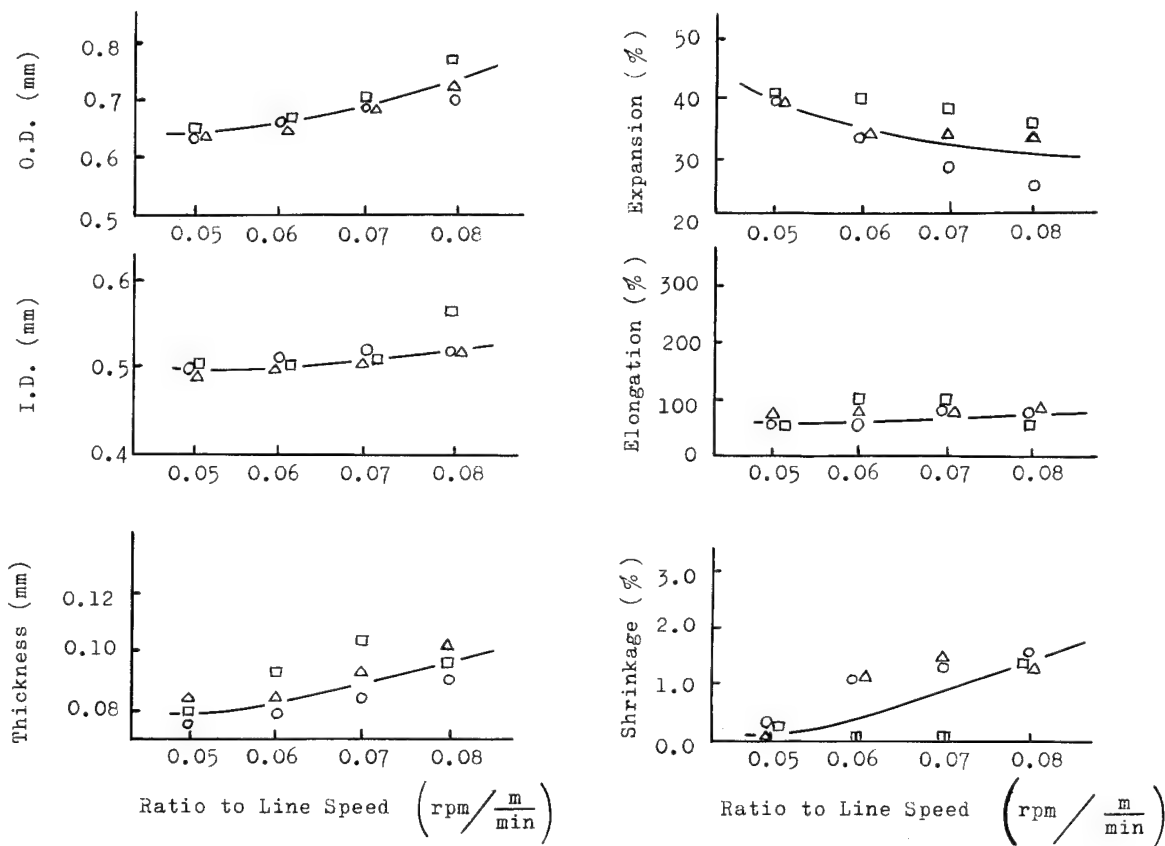 O.D. (mm)
0.8
0.7
0.6
0.5
0.05 0.06 0.07 0.08
Expansion (%)
50
40
30
20
0.05 0.06 0.07 0.08
I.D. (mm)
0.6
0.5
0.4
0.05 0.06 0.07 0.08
Elongation (%)
300
200
100
0
0.05 0.06 0.07 0.08
Thickness (mm)
0.12
0.10
0.08
0.05 0.06 0.07 0.08
Ratio to Line Speed (rpm / m/min)
Shrinkage (%)
3.0
2.0
1.0
0.0
0.05 0.06 0.07 0.08
Ratio to Line Speed (rpm / m/min)